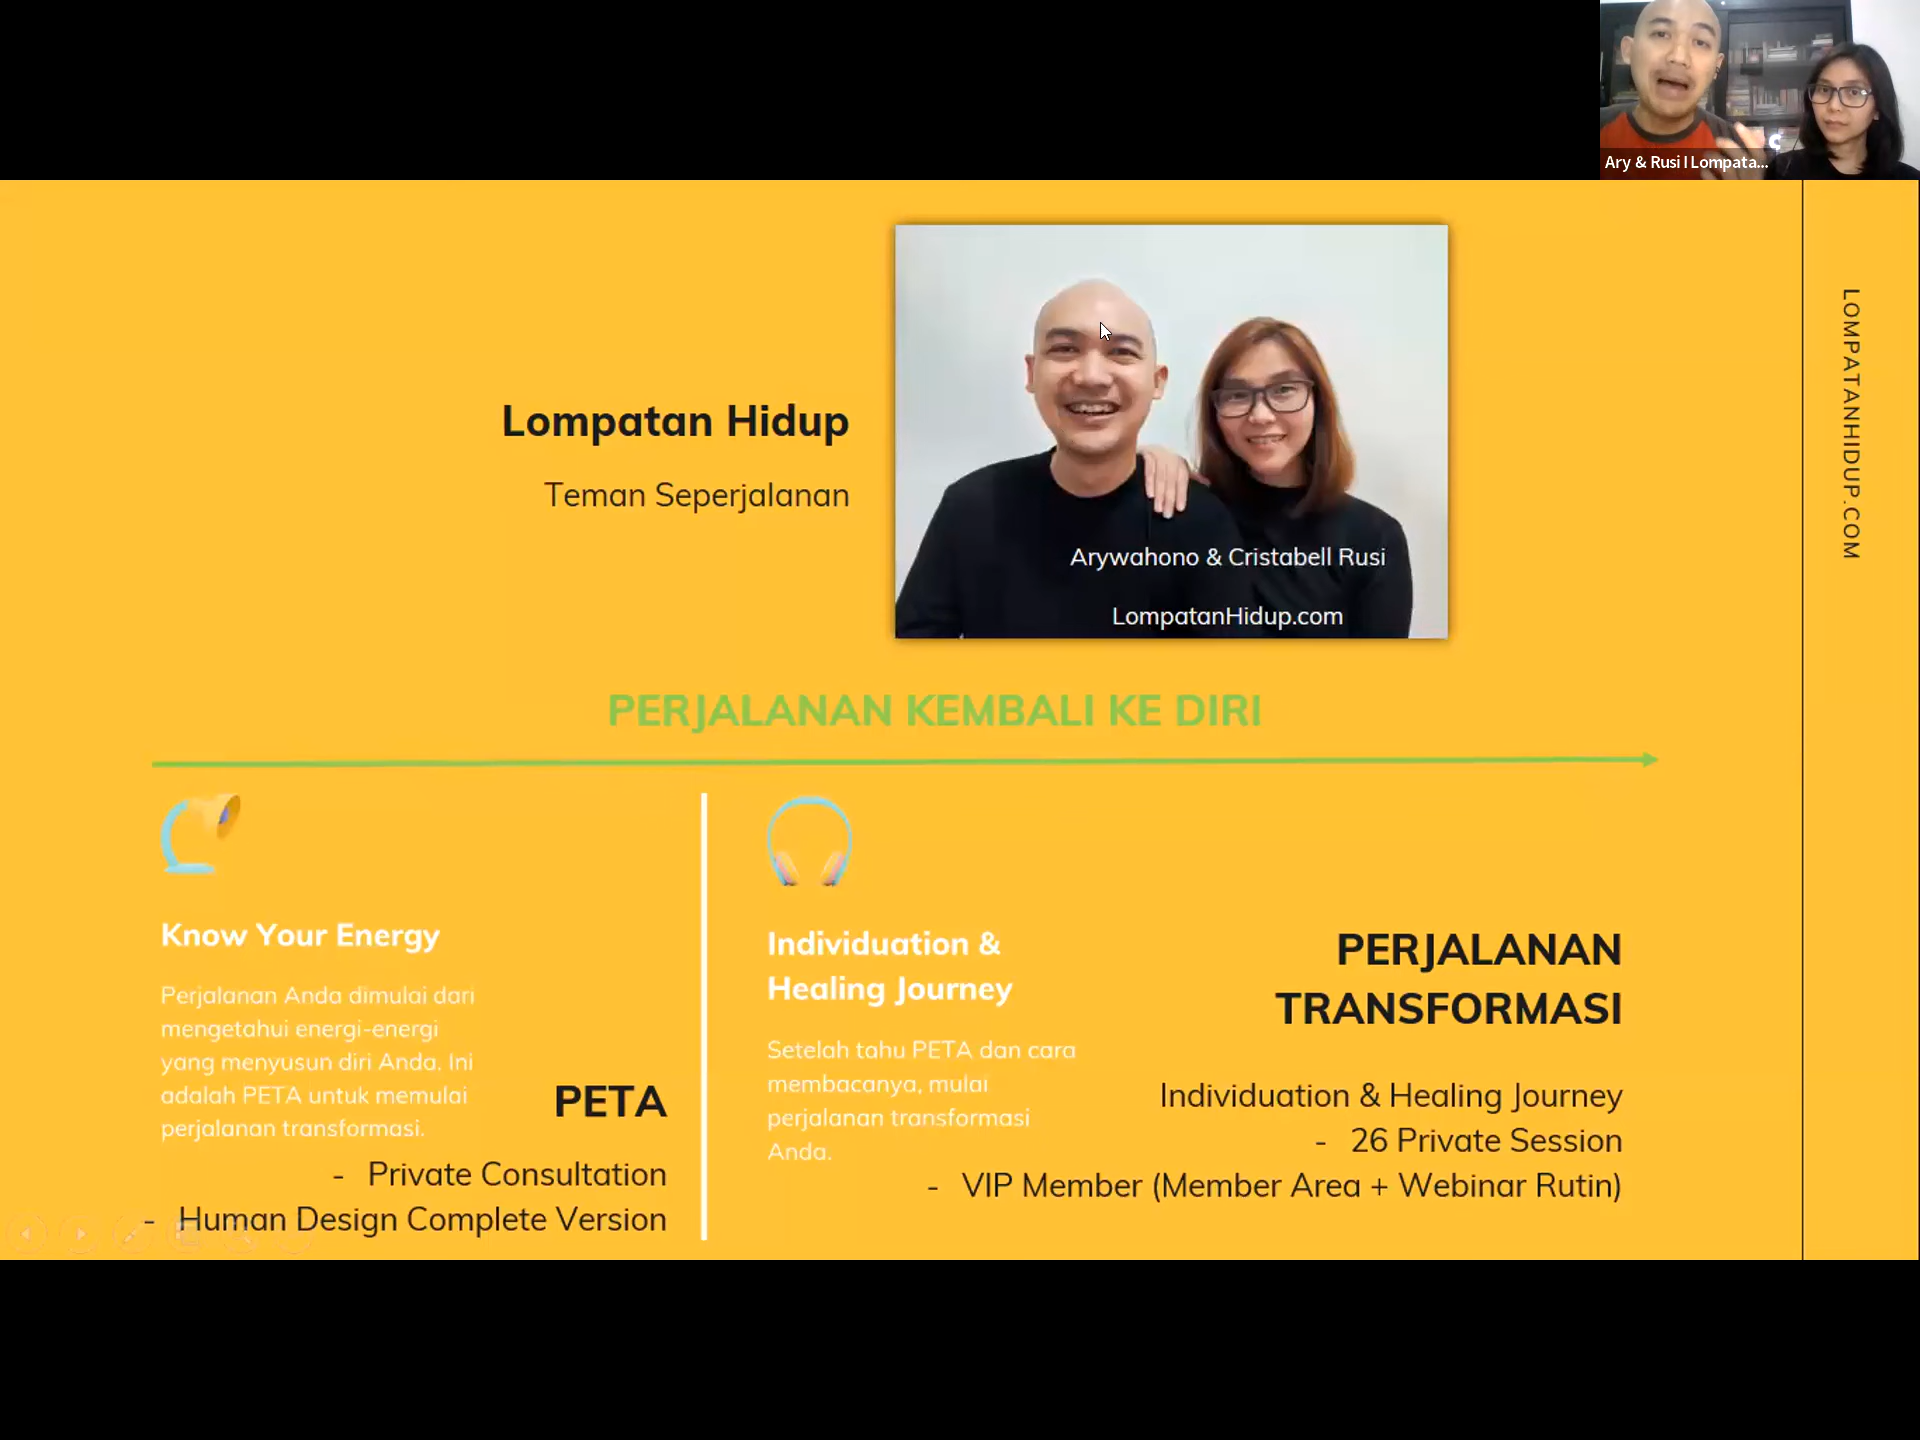 Ary & Rusi I Lompata...
LOMPATANHIDUP.COM
Lompatan Hidup
Teman Seperjalanan
Arywahono & Cristabell Rusi
LompatanHidup.com
PERJALANAN KEMBALI KE DIRI
Know Your Energy
Perjalanan Anda dimulai dari
mengetahui energi-energi
yang menyusun diri Anda. Ini
adalah PETA untuk memulai
perjalanan transformasi.
PETA
- Private Consultation
- Human Design Complete Version
Individuation &
Healing Journey
Setelah tahu PETA dan cara
membacanya, mulai
perjalanan transformasi
Anda.
PERJALANAN
TRANSFORMASI
Individuation & Healing Journey
- 26 Private Session
- VIP Member (Member Area + Webinar Rutin)